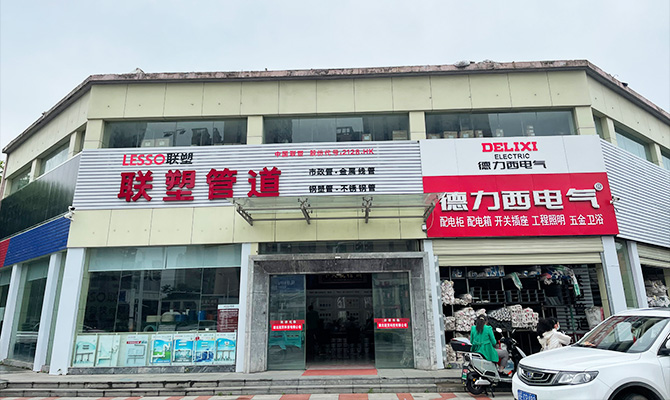 LESSO联塑
中国联塑 股份代号:2128.HK
联塑管道
市政管·金属线管
钢塑管·不锈钢管
DELIXI
ELECTRIC
德力西电气
德力西电气
配电柜 配电箱 开关插座 工程照明 五金卫浴